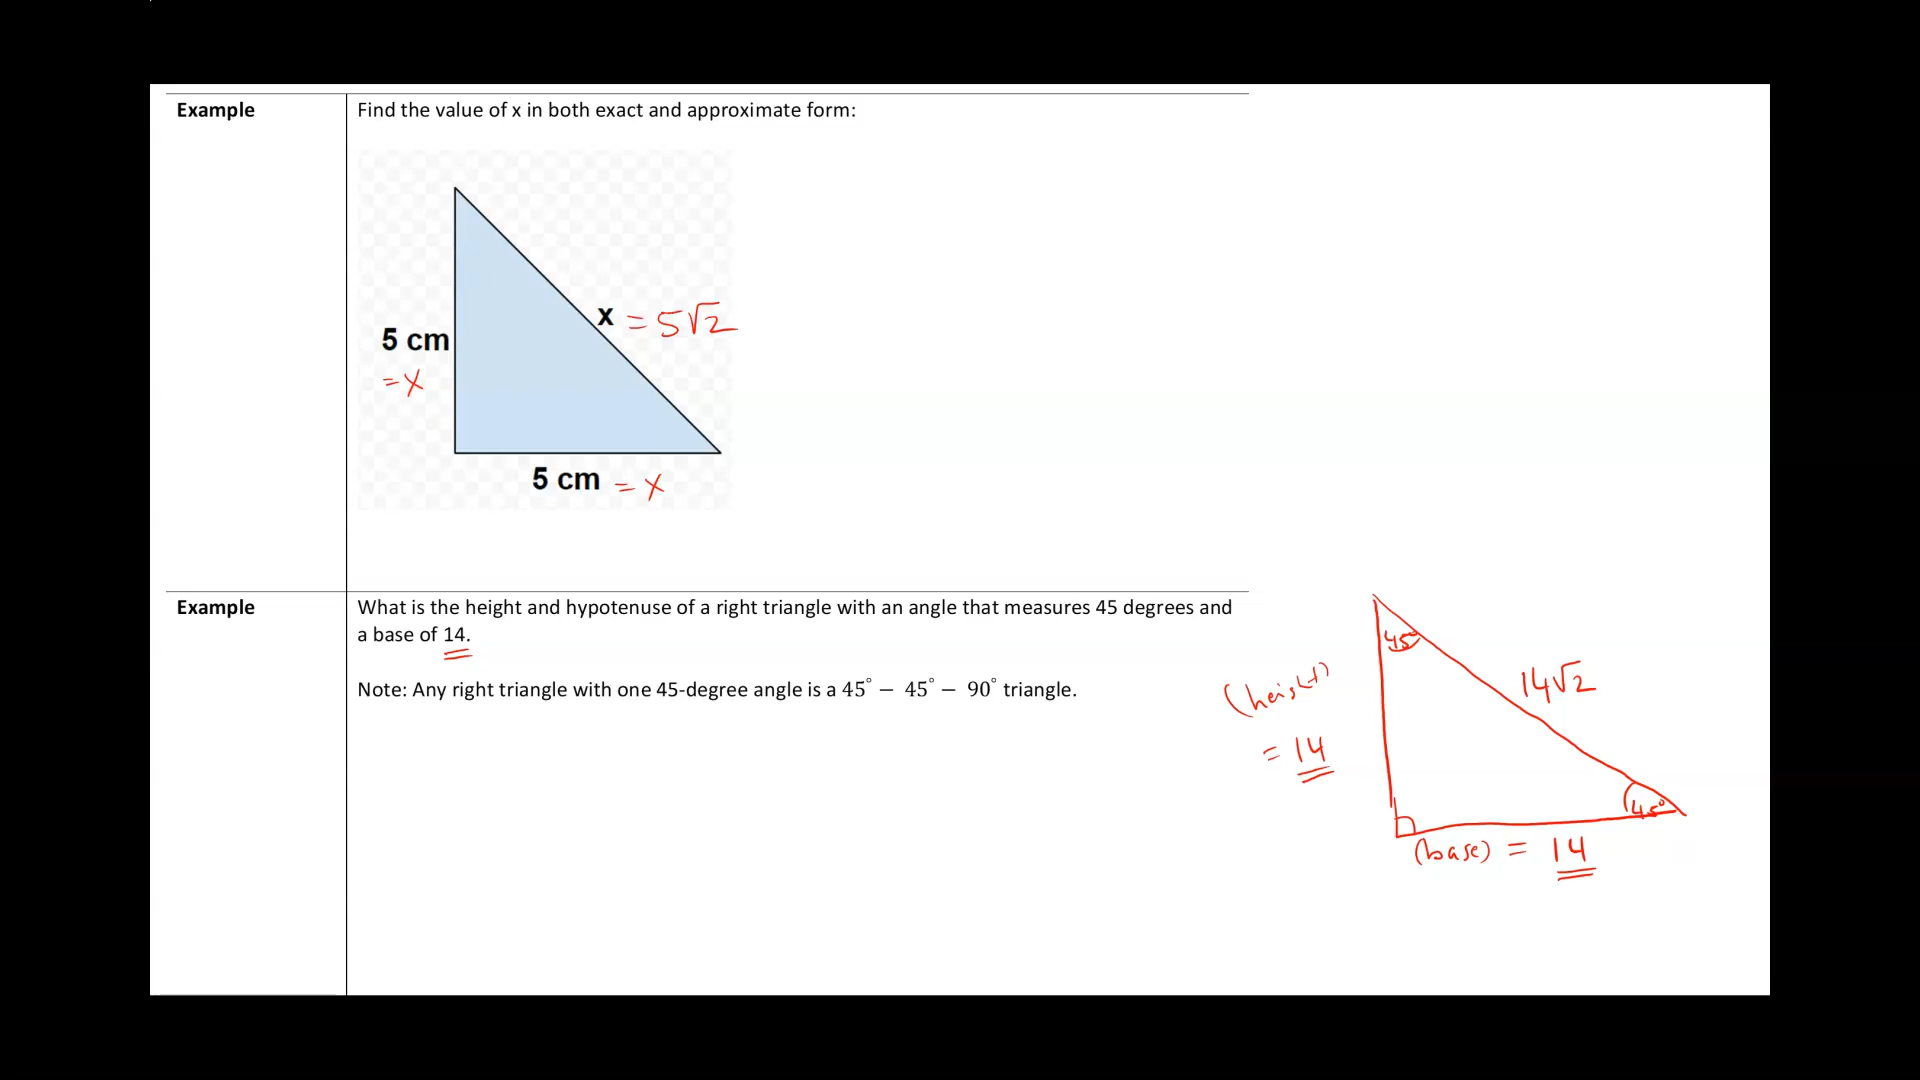 Example
Find the value of x in both exact and approximate form:
x = 5√2
5 cm
= x
5 cm = x
Example
What is the height and hypotenuse of a right triangle with an angle that measures 45 degrees and
a base of 14.
Note: Any right triangle with one 45-degree angle is a 45° − 45° − 90° triangle.
45°
(height)
14√2
= 14
45°
(base) = 14